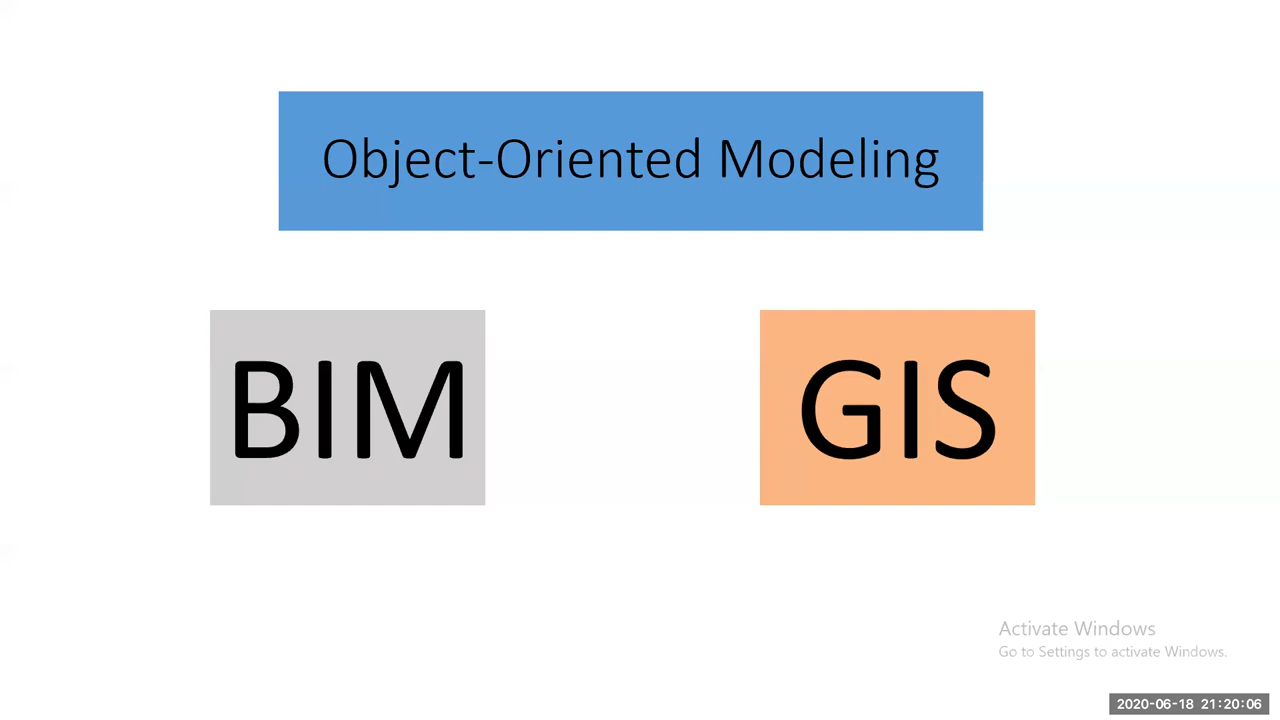 Object-Oriented Modeling
BIM
GIS
Activate Windows
Go to Settings to activate Windows.
2020-06-18 21:20:06